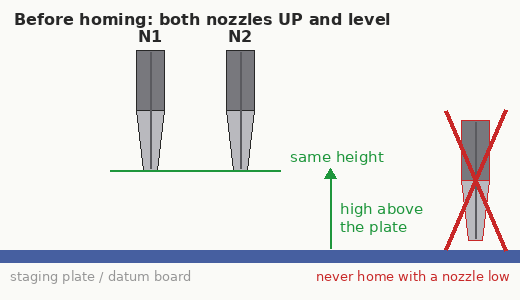 Before homing: both nozzles UP and level
N1 N2
same height
high above
the plate
staging plate / datum board
never home with a nozzle low